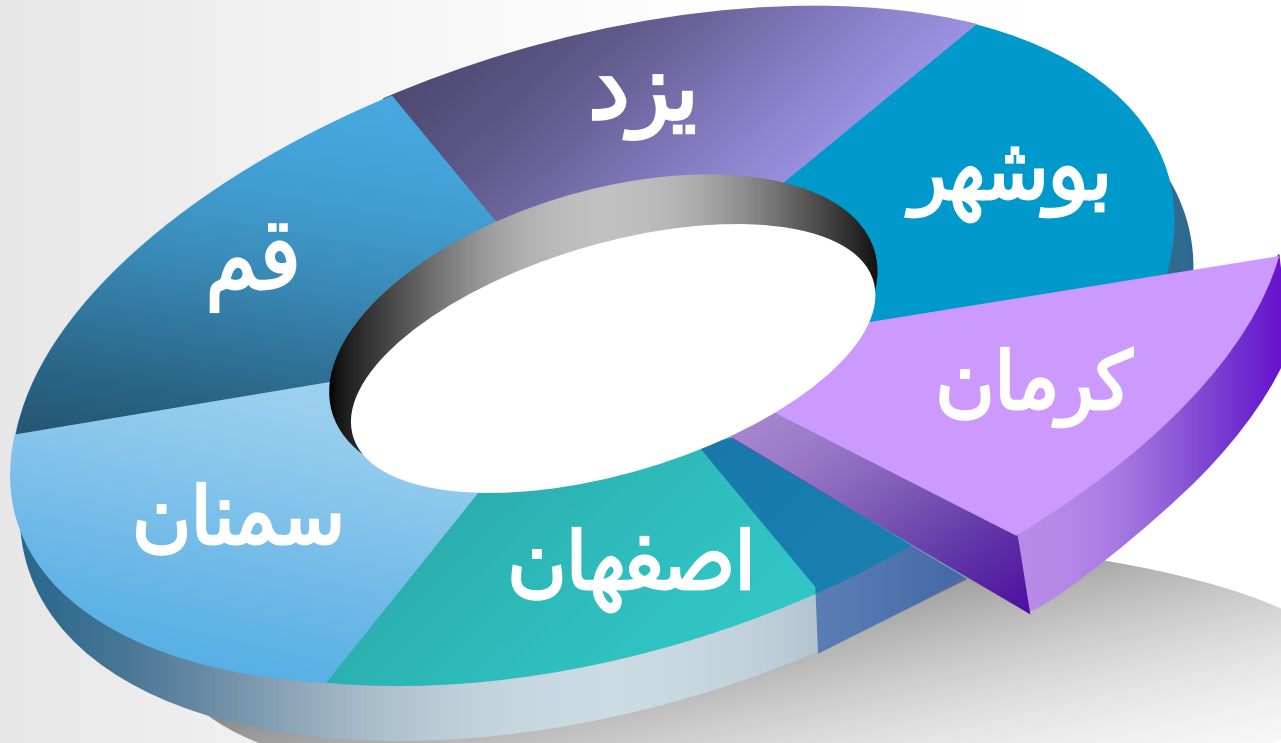 یزد
بوشهر
قم
کرمان
سمنان
اصفهان